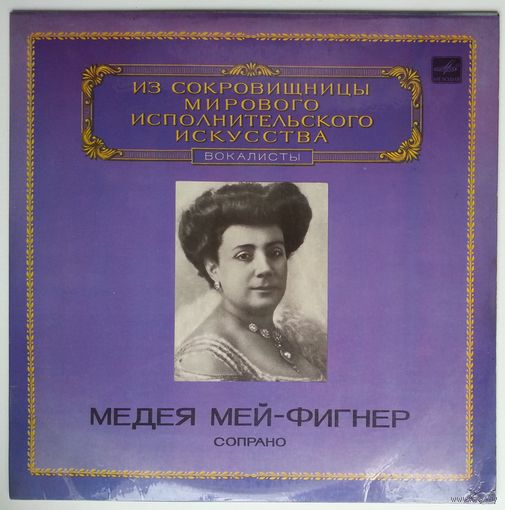 ИЗ СОКРОВИЩНИЦЫ
МИРОВОГО
ИСПОЛНИТЕЛЬСКОГО
ИСКУССТВА
ВОКАЛИСТЫ
МЕДЕЯ МЕЙ-ФИГНЕР
СОПРАНО